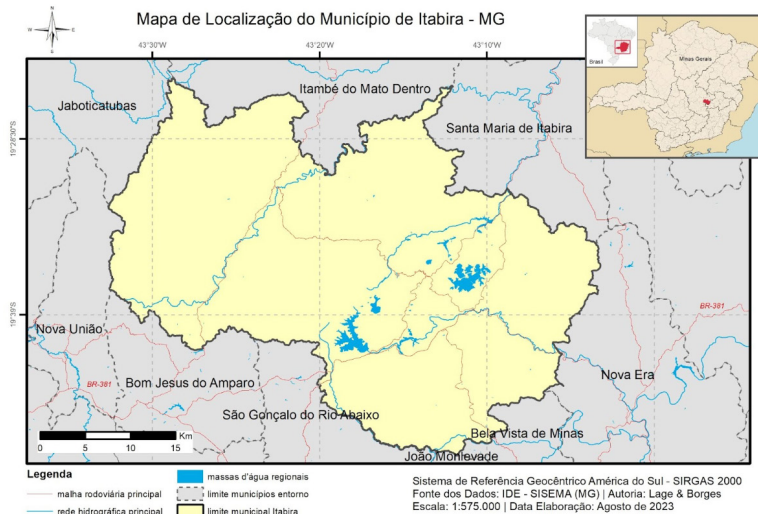 Mapa de Localização do Município de Itabira - MG
N
W
E
S
Brasil
Minas Gerais
43°30'W
43°20'W
43°10'W
Jaboticatubas
Itambé do Mato Dentro
Santa Maria de Itabira
19°28'30"S
19°39'S
BR-381
Nova União
Nova Era
BR-381
Bom Jesus do Amparo
São Gonçalo do Rio Abaixo
Bela Vista de Minas
João Monlevade
0 5 10 15 Km
Legenda
malha rodoviária principal
rede hidrográfica principal
massas d'água regionais
limite municípios entorno
limite municipal Itabira
Sistema de Referência Geocêntrico América do Sul - SIRGAS 2000
Fonte dos Dados: IDE - SISEMA (MG) | Autoria: Lage & Borges
Escala: 1:575.000 | Data Elaboração: Agosto de 2023